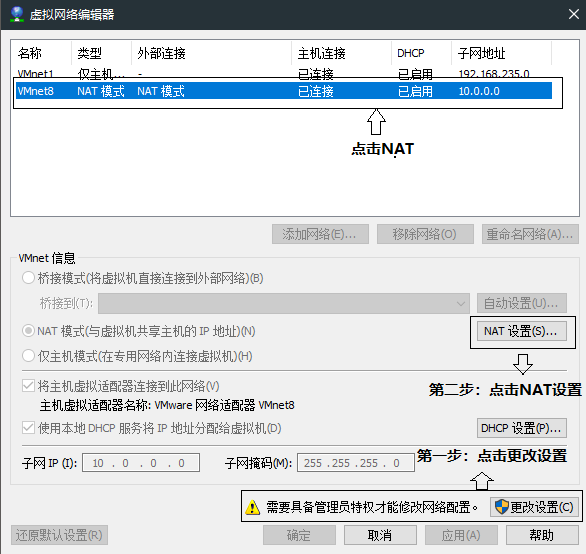 虚拟网络编辑器
名称 类型 外部连接 主机连接 DHCP 子网地址
VMnet1 仅主机... - 已连接 已启用 192.168.235.0
VMnet8 NAT 模式 NAT 模式 已连接 已启用 10.0.0.0
点击NAT
添加网络(E)... 移除网络(O) 重命名网络(A)...
VMnet 信息
桥接模式(将虚拟机直接连接到外部网络)(B)
桥接到(T): 自动设置(U)...
NAT 模式(与虚拟机共享主机的 IP 地址)(N) NAT 设置(S)...
仅主机模式(在专用网络内连接虚拟机)(H)
将主机虚拟适配器连接到此网络(V)
第二步：点击NAT设置
主机虚拟适配器名称: VMware 网络适配器 VMnet8
使用本地 DHCP 服务将 IP 地址分配给虚拟机(D) DHCP 设置(P)...
子网 IP (I): 10 . 0 . 0 . 0 子网掩码(M): 255 .255 .255 . 0
第一步：点击更改设置
需要具备管理员特权才能修改网络配置。 更改设置(C)
还原默认设置(R) 确定 取消 应用(A) 帮助